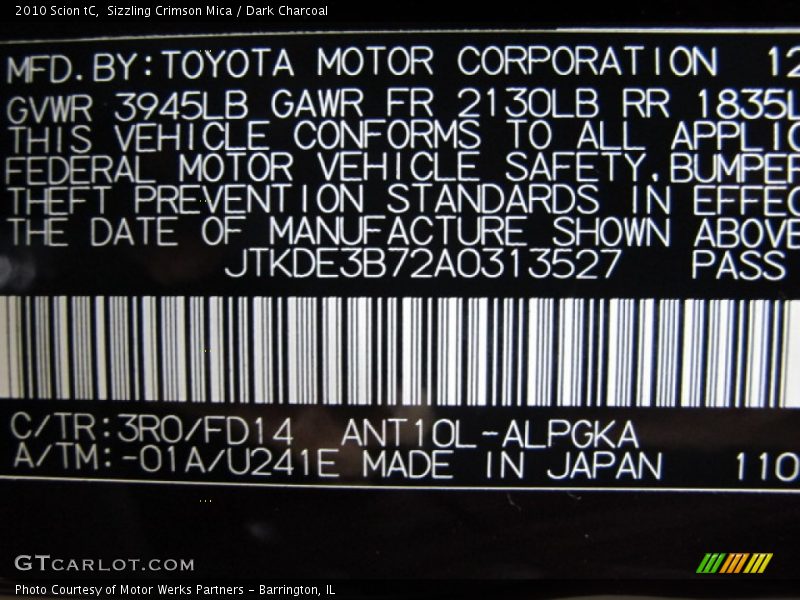 2010 Scion tC,  Sizzling Crimson Mica / Dark Charcoal
MFD.BY:TOYOTA MOTOR CORPORATION 12
GVWR 3945LB GAWR FR 2130LB RR 1835L
THIS VEHICLE CONFORMS TO ALL APPLIC
FEDERAL MOTOR VEHICLE SAFETY,BUMPER
THEFT PREVENTION STANDARDS IN EFFEC
THE DATE OF MANUFACTURE SHOWN ABOVE
JTKDE3B72A0313527 PASS
C/TR:3R0/FD14 ANT10L-ALPGKA
A/TM:-01A/U241E MADE IN JAPAN 110
GTCARLOT.COM
Photo Courtesy of Motor Werks Partners - Barrington, IL